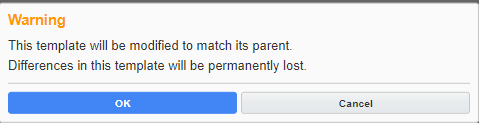 Warning
This template will be modified to match its parent.
Differences in this template will be permanently lost.
OK
Cancel